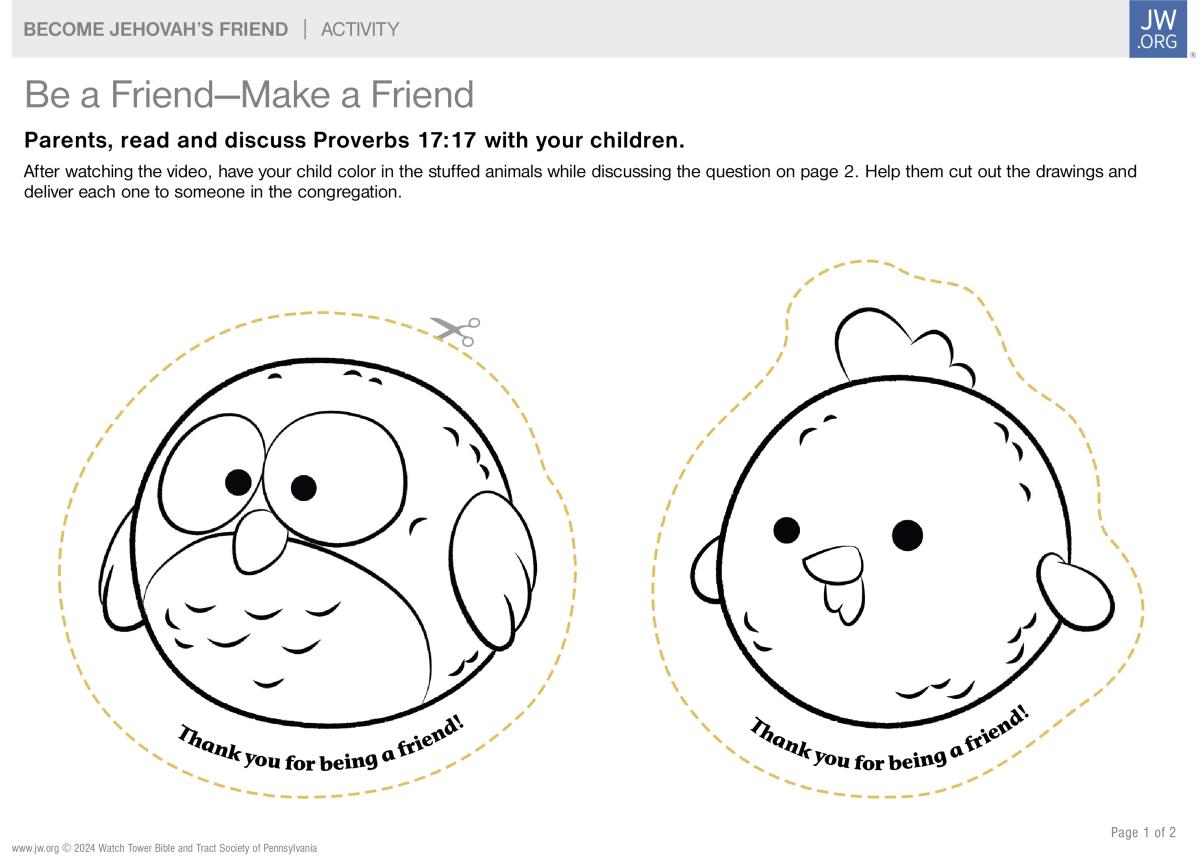 BECOME JEHOVAH'S FRIEND | ACTIVITY
JW
.ORG
®
Be a Friend—Make a Friend
Parents, read and discuss Proverbs 17:17 with your children.
After watching the video, have your child color in the stuffed animals while discussing the question on page 2. Help them cut out the drawings and
deliver each one to someone in the congregation.
Thank you for being a friend!
Thank you for being a friend!
Page 1 of 2
www.jw.org © 2024 Watch Tower Bible and Tract Society of Pennsylvania